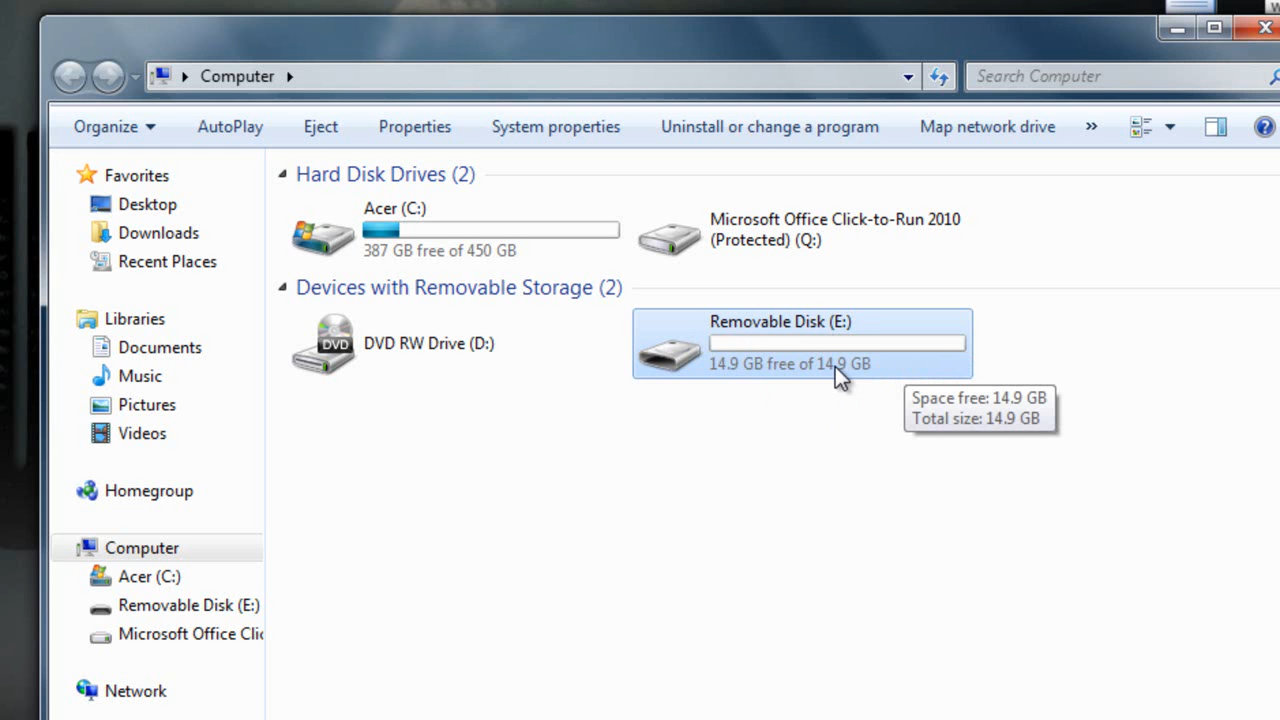 Computer
Search Computer
Organize
AutoPlay
Eject
Properties
System properties
Uninstall or change a program
Map network drive
»
Favorites
Desktop
Downloads
Recent Places
Libraries
Documents
Music
Pictures
Videos
Homegroup
Computer
Acer (C:)
Removable Disk (E:)
Microsoft Office Clic
Network
Hard Disk Drives (2)
Acer (C:)
387 GB free of 450 GB
Microsoft Office Click-to-Run 2010
(Protected) (Q:)
Devices with Removable Storage (2)
DVD
DVD RW Drive (D:)
Removable Disk (E:)
14.9 GB free of 14.9 GB
Space free: 14.9 GB
Total size: 14.9 GB